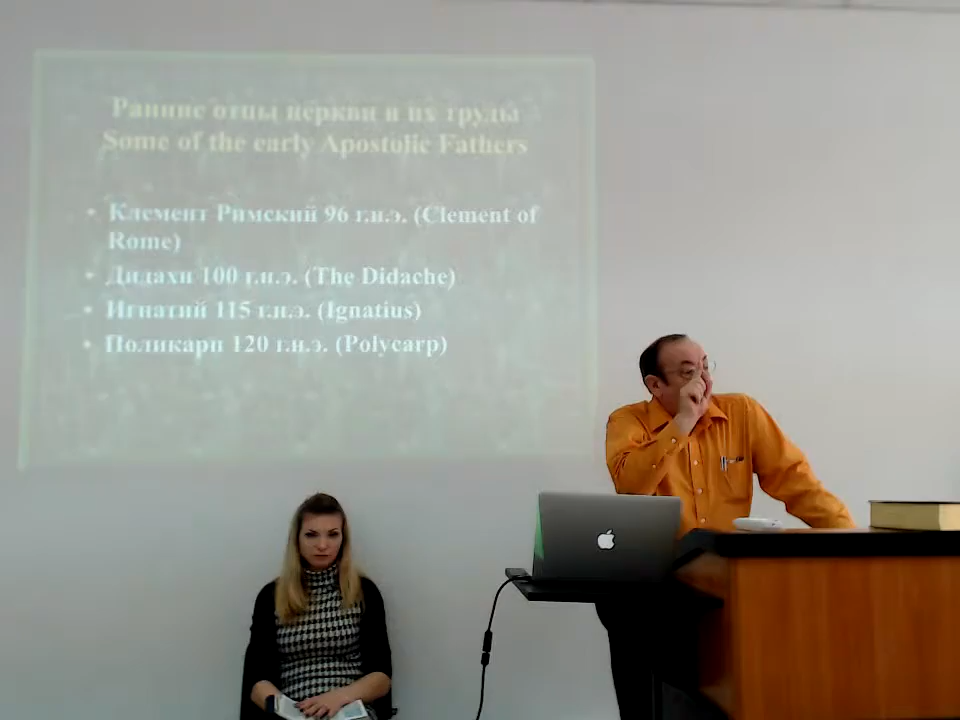 Ранние отцы церкви и их труды
Some of the early Apostolic Fathers
• Клемент Римский 96 г.н.э. (Clement of
Rome)
• Дидахи 100 г.н.э. (The Didache)
• Игнатий 115 г.н.э. (Ignatius)
• Поликарп 120 г.н.э. (Polycarp)